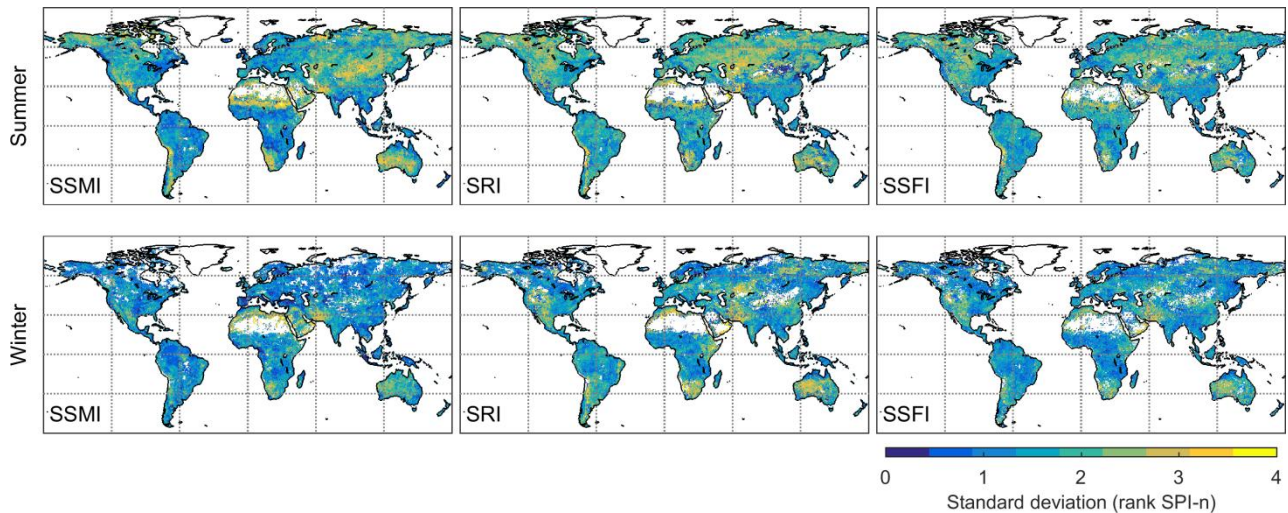 Summer
SSMI
SRI
SSFI
Winter
SSMI
SRI
SSFI
0 1 2 3 4
Standard deviation (rank SPI-n)